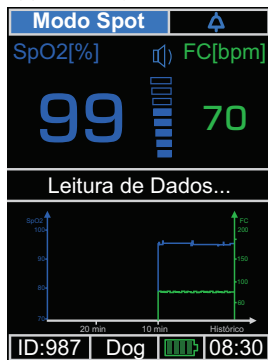 Modo Spot
SpO2[%] FC[bpm]
99 70
Leitura de Dados...
SpO2 FC
100 200
90 150
80 100
70 60
20 min 10 min Histórico
ID:987 Dog 08:30